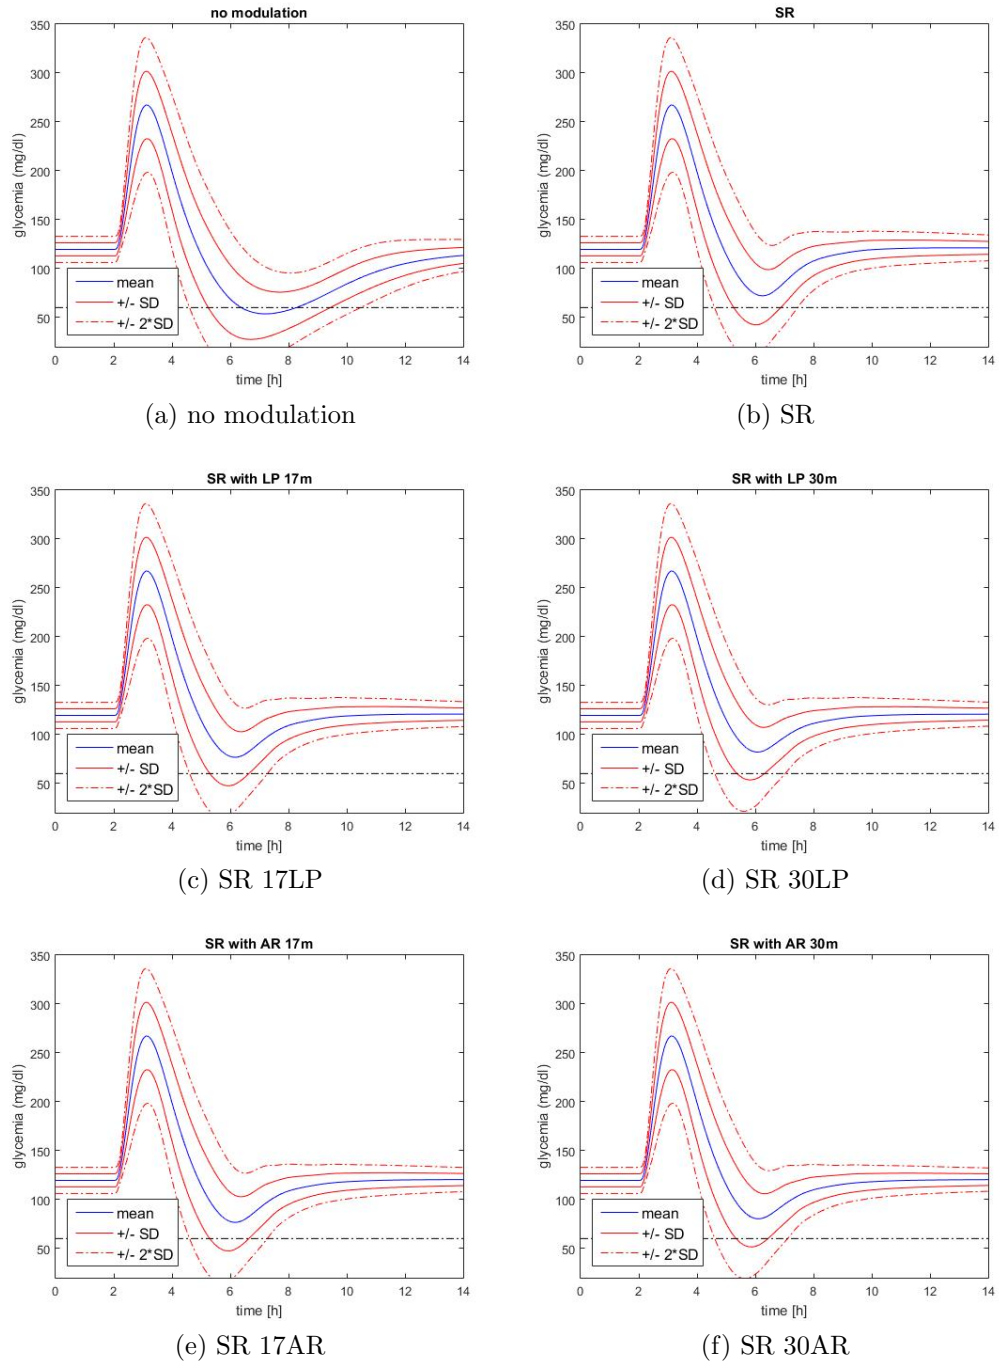 no modulation
glycemia (mg/dl)
350
300
250
200
150
100
50
mean
+/- SD
+/- 2*SD
0 2 4 6 8 10 12 14
time [h]
(a) no modulation
SR
glycemia (mg/dl)
350
300
250
200
150
100
50
mean
+/- SD
+/- 2*SD
0 2 4 6 8 10 12 14
time [h]
(b) SR
SR with LP 17m
glycemia (mg/dl)
350
300
250
200
150
100
50
mean
+/- SD
+/- 2*SD
0 2 4 6 8 10 12 14
time [h]
(c) SR 17LP
SR with LP 30m
glycemia (mg/dl)
350
300
250
200
150
100
50
mean
+/- SD
+/- 2*SD
0 2 4 6 8 10 12 14
time [h]
(d) SR 30LP
SR with AR 17m
glycemia (mg/dl)
350
300
250
200
150
100
50
mean
+/- SD
+/- 2*SD
0 2 4 6 8 10 12 14
time [h]
(e) SR 17AR
SR with AR 30m
glycemia (mg/dl)
350
300
250
200
150
100
50
mean
+/- SD
+/- 2*SD
0 2 4 6 8 10 12 14
time [h]
(f) SR 30AR